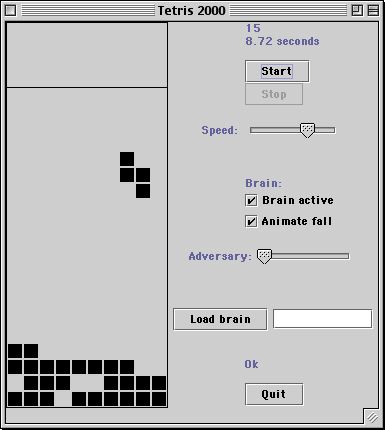 Tetris 2000
15
8.72 seconds
Start
Stop
Speed:
Brain:
Brain active
Animate fall
Adversary:
Load brain
Ok
Quit